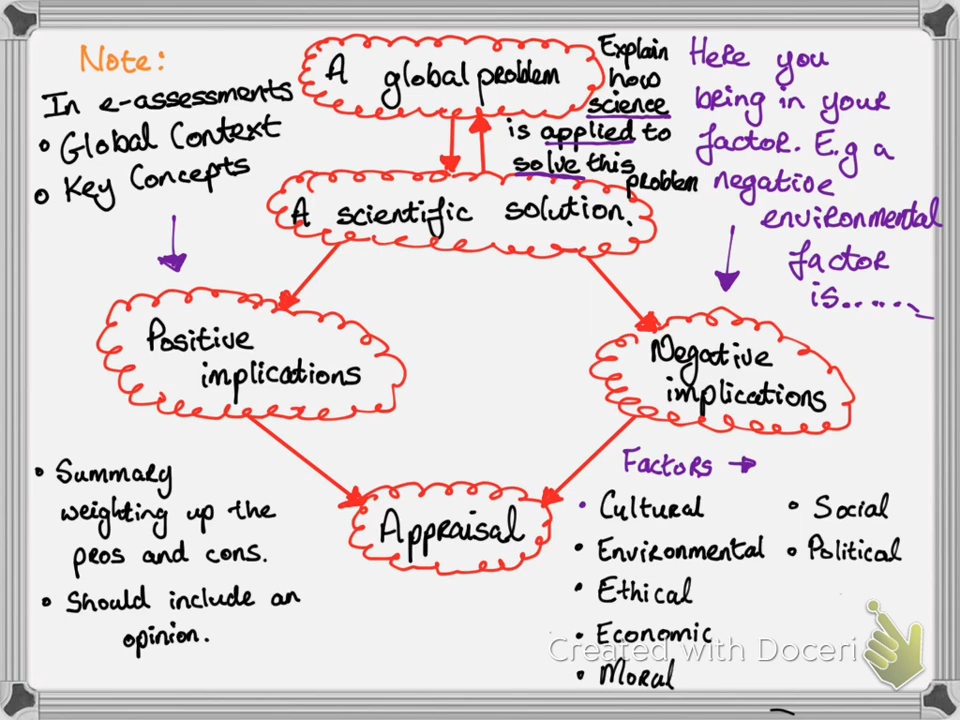 Note:
In e-assessments
• Global Context
• Key Concepts
A global problem
Explain
how
science
is applied to
solve this
problem
Here you
bring in your
factor. E.g a
negative
environmental
factor
is......
A scientific solution.
Positive
implications
Negative
implications
Appraisal
• Summary
weighting up the
pros and cons.
• Should include an
opinion.
Factors →
• Cultural
• Environmental
• Ethical
• Economic
• Moral
• Social
• Political
Created with Doceri